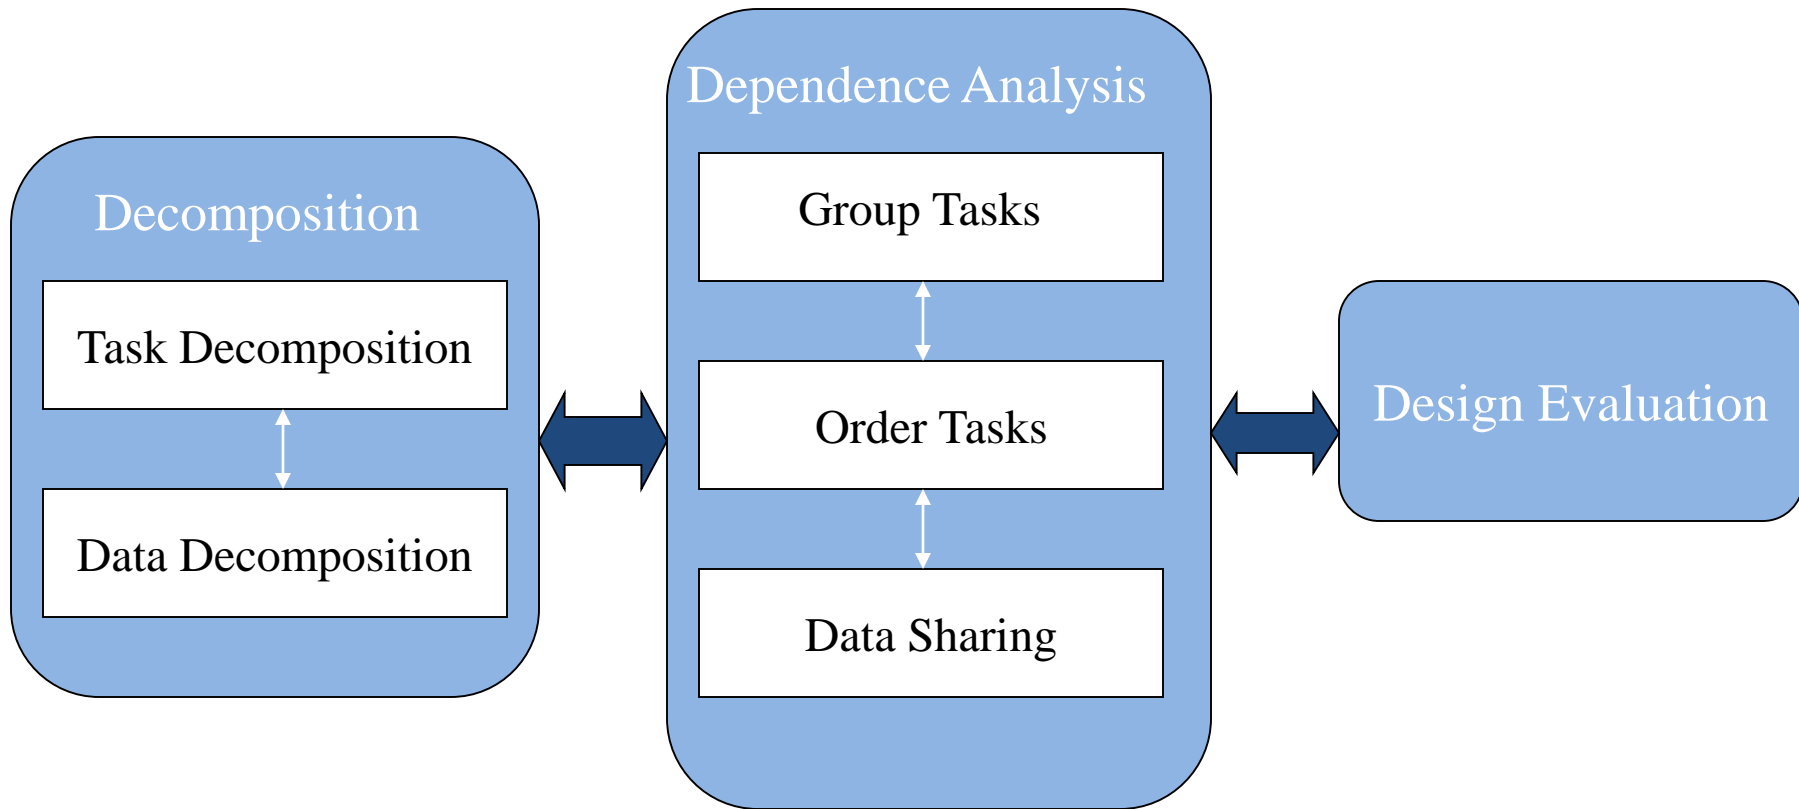 Decomposition
Task Decomposition
Data Decomposition
Dependence Analysis
Group Tasks
Order Tasks
Data Sharing
Design Evaluation